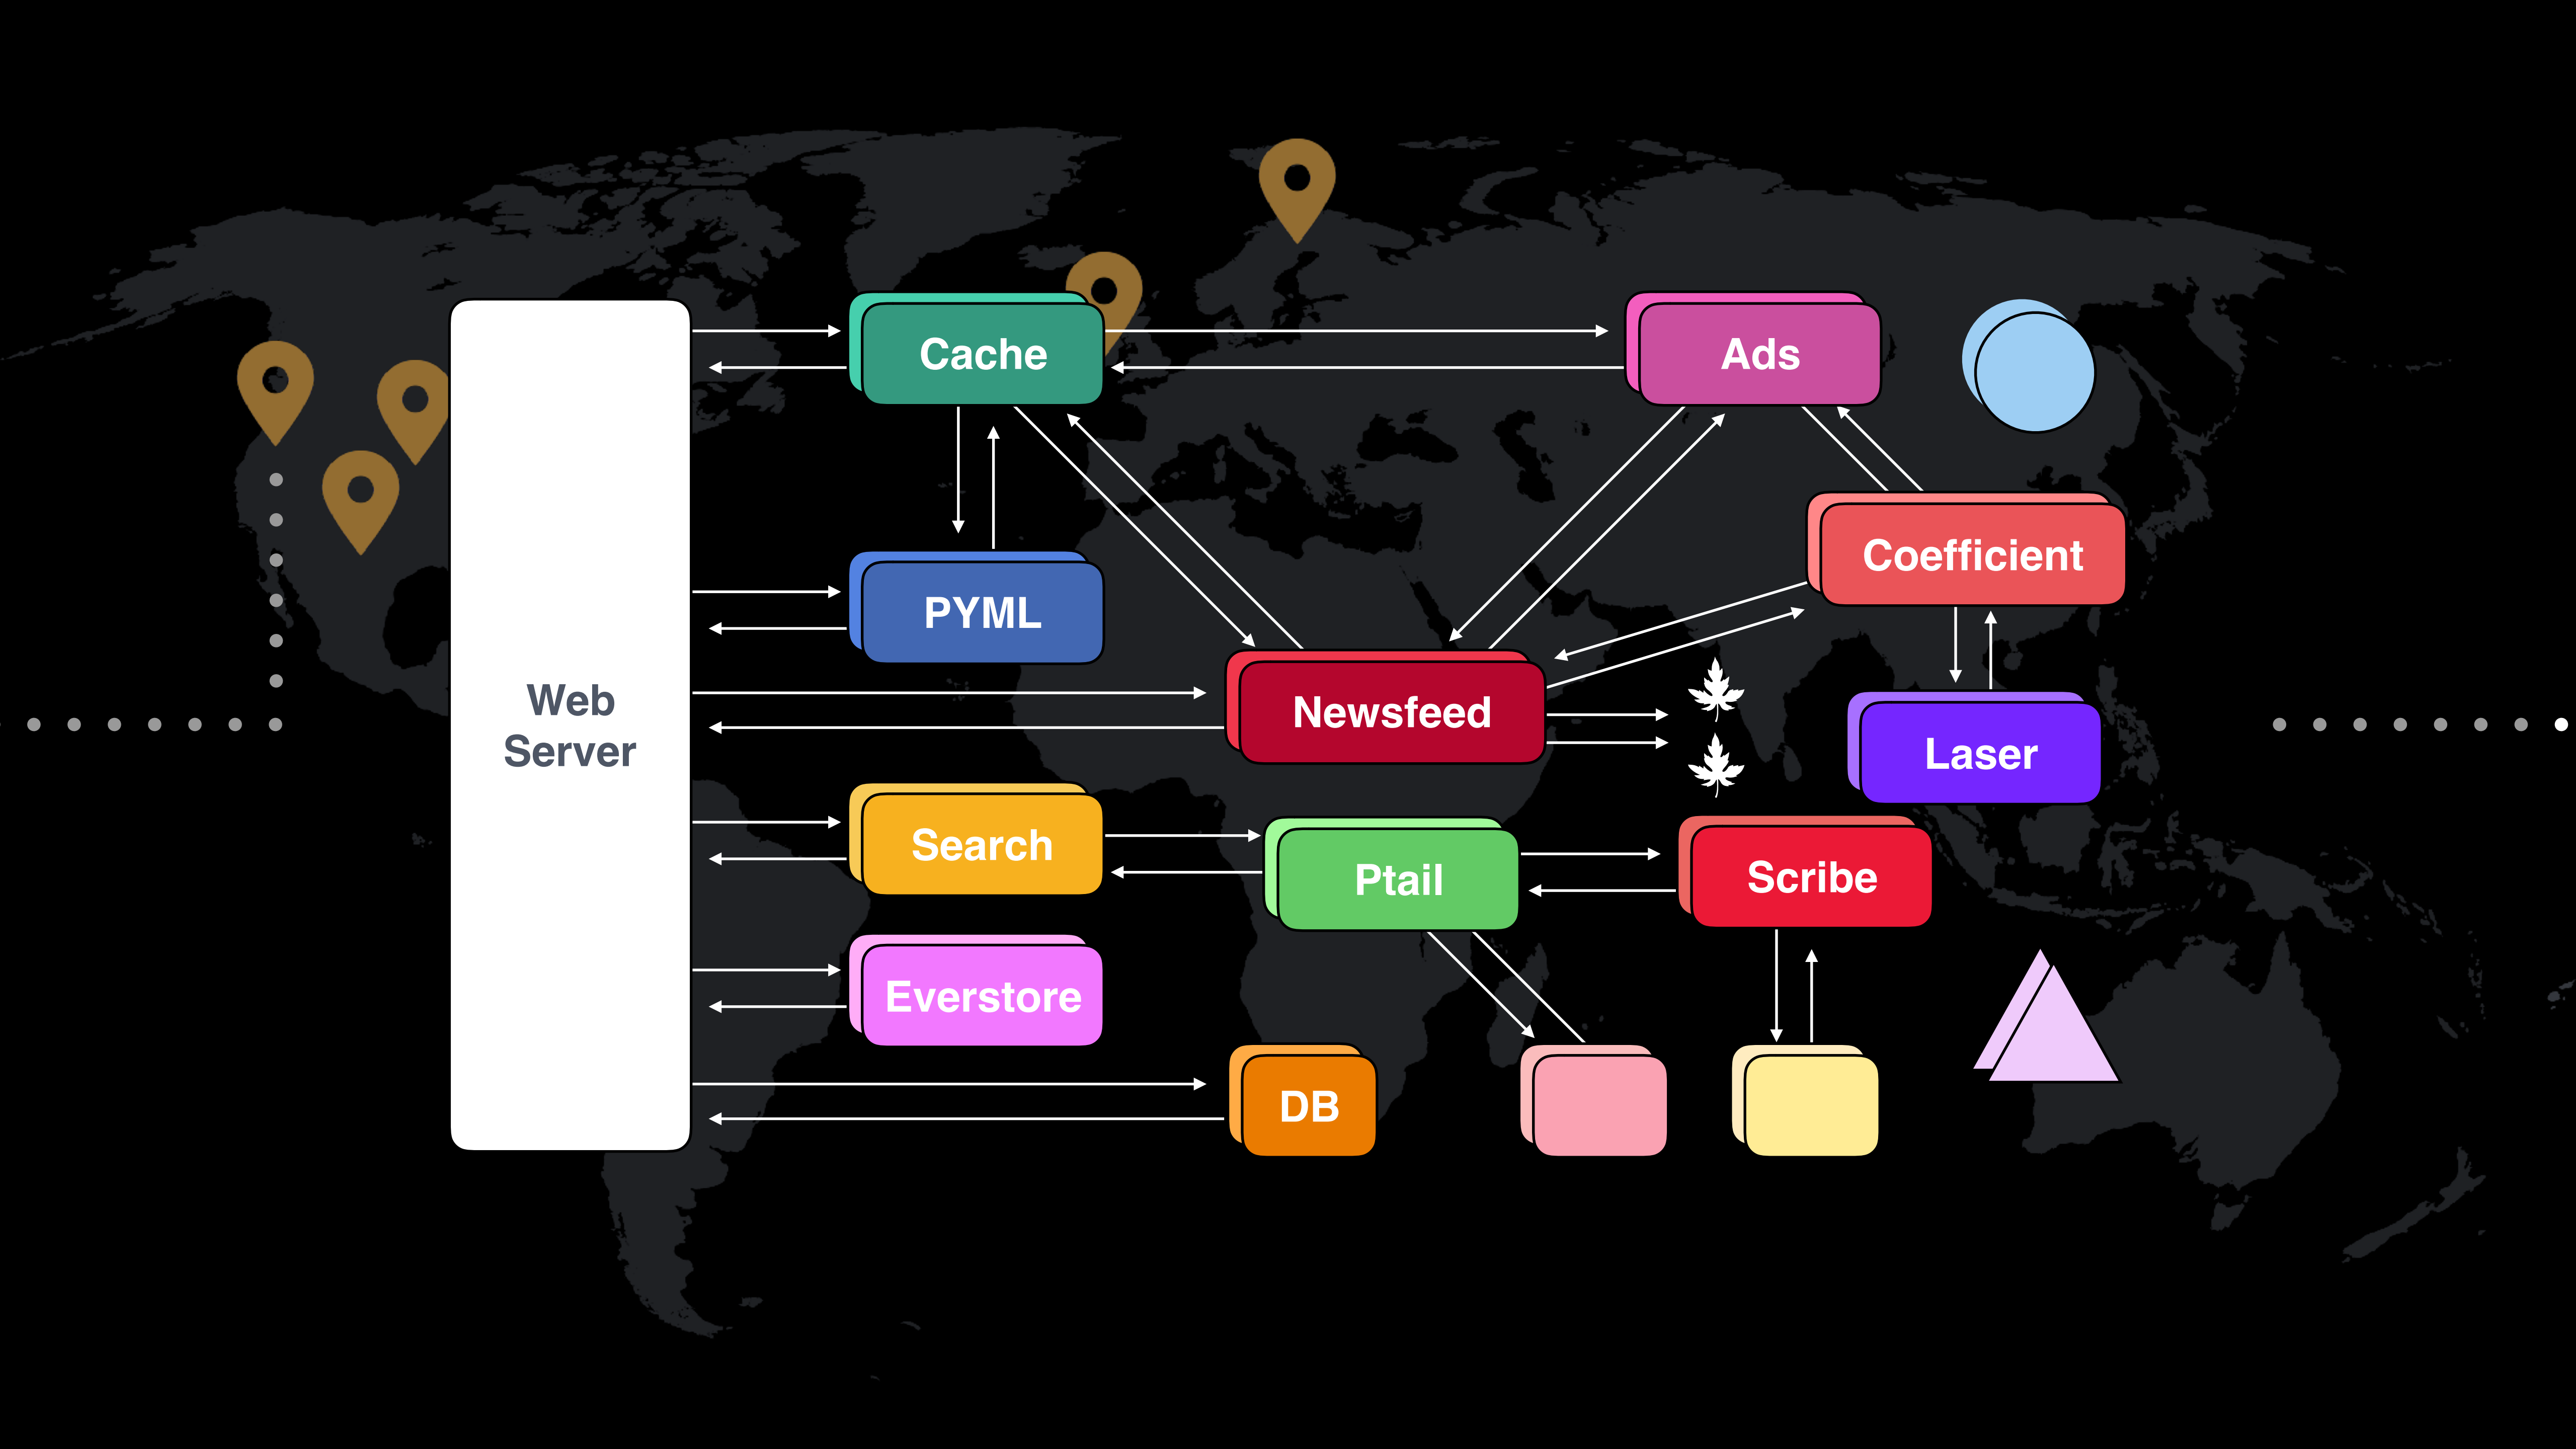 Cache
Ads
Coefficient
PYML
Web
Server
Newsfeed
Laser
Search
Ptail
Scribe
Everstore
DB